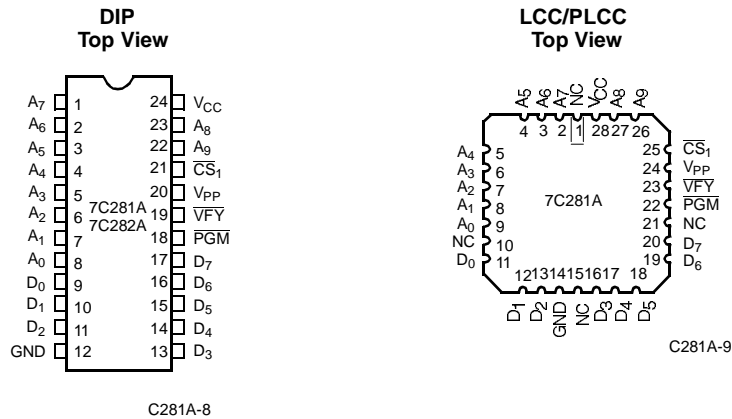 DIP
Top View
A7 1 24 VCC
A6 2 23 A8
A5 3 22 A9
A4 4 21 CS1
A3 5 20 VPP
A2 6 19 VFY
A1 7 18 PGM
A0 8 17 D7
D0 9 16 D6
D1 10 15 D5
D2 11 14 D4
GND 12 13 D3
7C281A
7C282A
C281A-8
LCC/PLCC
Top View
A5 A6 A7 NC VCC A8 A9
4 3 2 1 28 27 26
A4 5 25 CS1
A3 6 24 VPP
A2 7 23 VFY
A1 8 22 PGM
A0 9 21 NC
NC 10 20 D7
D0 11 19 D6
7C281A
12 13 14 15 16 17 18
D1 D2 GND NC D3 D4 D5
C281A-9